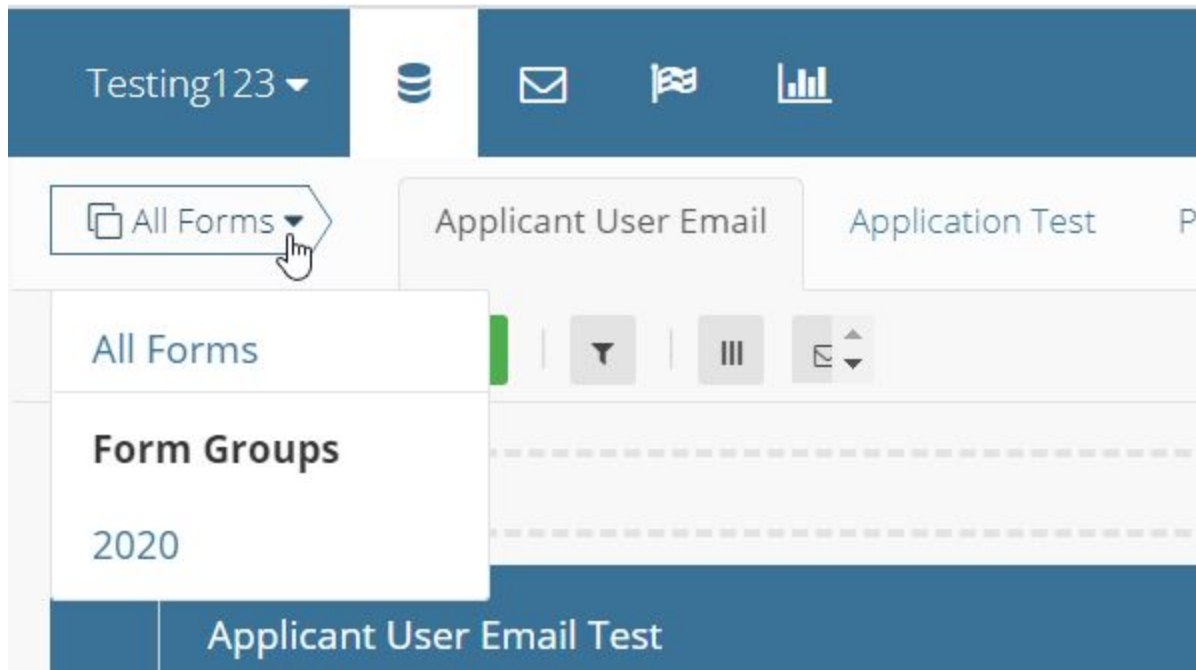 Testing123
All Forms
Applicant User Email
Application Test
P
All Forms
Form Groups
2020
Applicant User Email Test